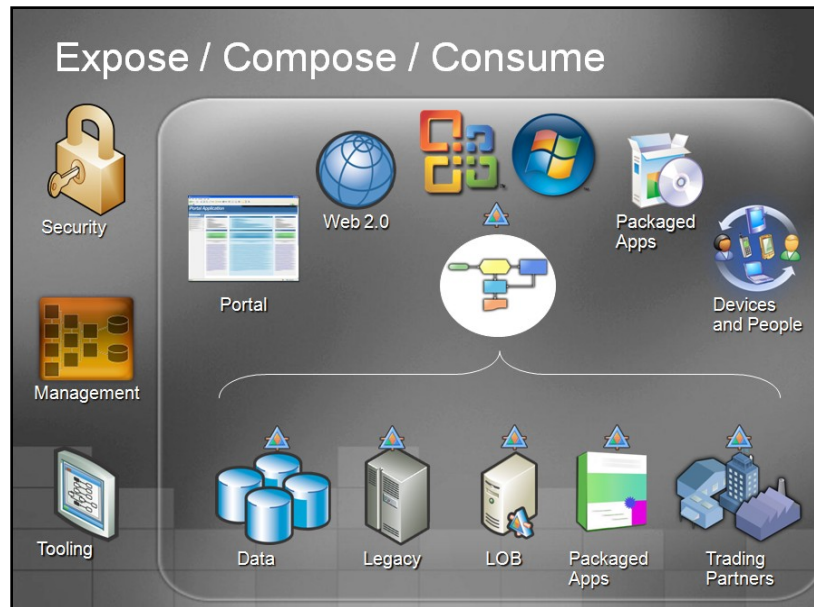 Expose / Compose / Consume
Security
Web 2.0
Packaged
Apps
Portal
Devices
and People
Management
Tooling
Data
Legacy
LOB
Packaged
Apps
Trading
Partners